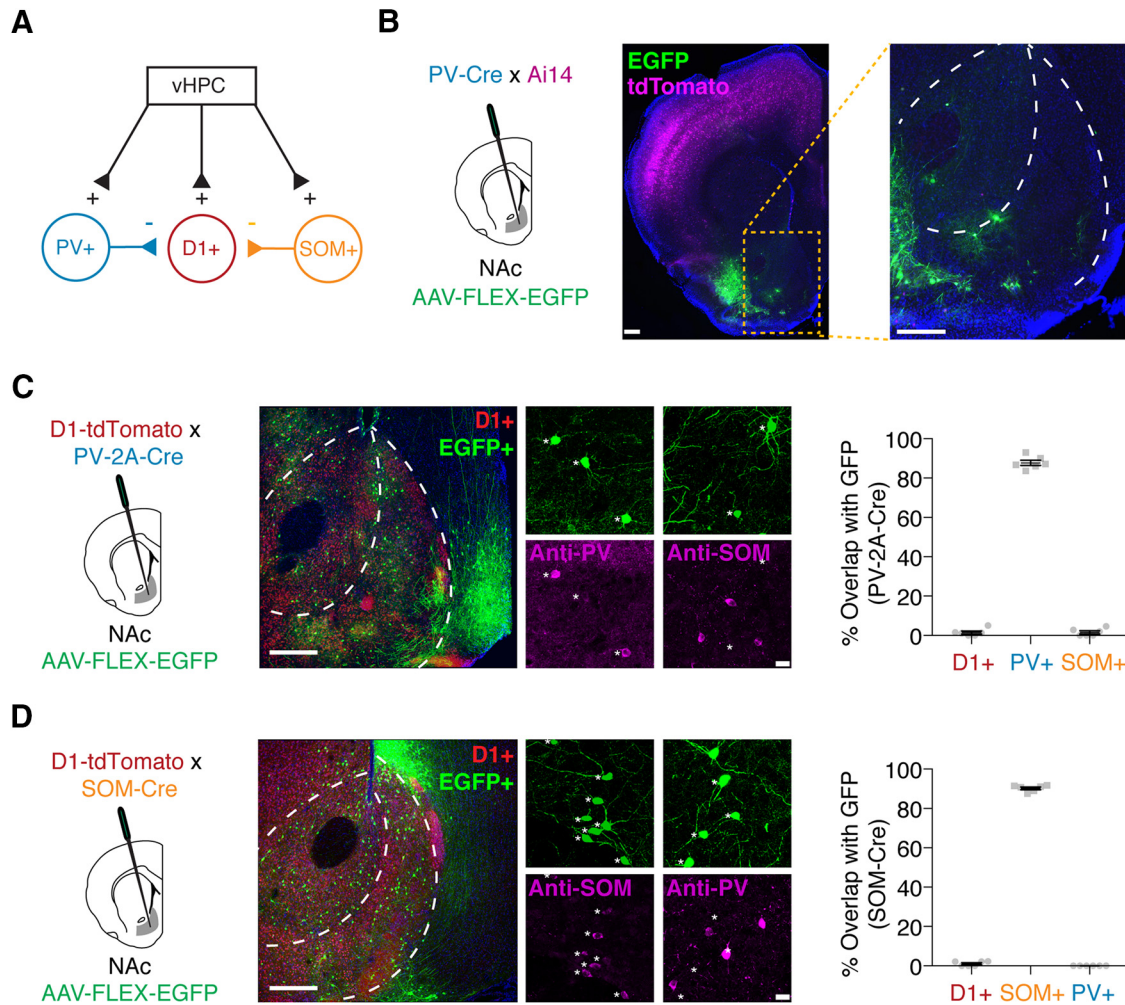 A
vHPC
+
+
+
-
-
PV+
D1+
SOM+
B
PV-Cre x Ai14
NAc
AAV-FLEX-EGFP
EGFP
tdTomato
C
D1-tdTomato x
PV-2A-Cre
NAc
AAV-FLEX-EGFP
D1+
EGFP+
*
*
*
*
*
Anti-PV
*
*
*
Anti-SOM
*
*
% Overlap with GFP
(PV-2A-Cre)
100
80
60
40
20
0
D1+ PV+ SOM+
D
D1-tdTomato x
SOM-Cre
NAc
AAV-FLEX-EGFP
D1+
EGFP+
Anti-SOM
Anti-PV
% Overlap with GFP
(SOM-Cre)
100
80
60
40
20
0
D1+ SOM+ PV+